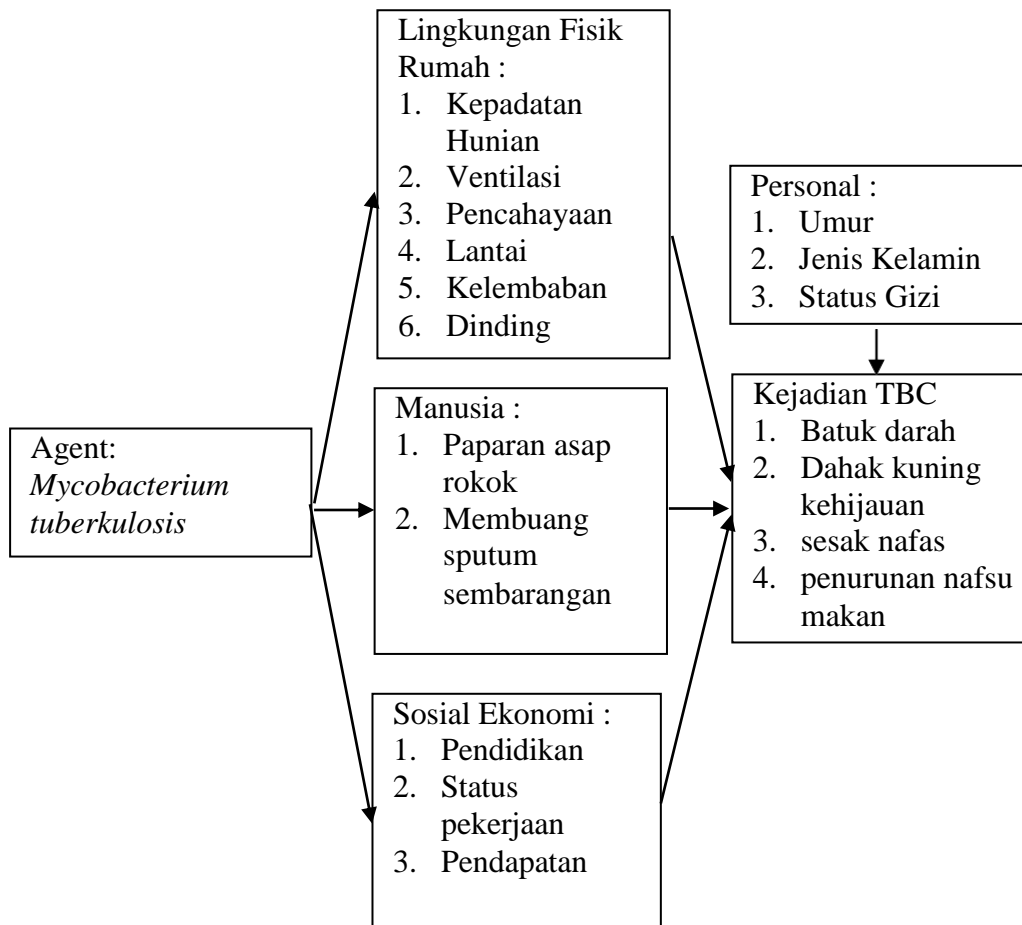 Lingkungan Fisik
Rumah :
1. Kepadatan
Hunian
2. Ventilasi
3. Pencahayaan
4. Lantai
5. Kelembaban
6. Dinding
Personal :
1. Umur
2. Jenis Kelamin
3. Status Gizi
Agent:
Mycobacterium
tuberkulosis
Manusia :
1. Paparan asap
rokok
2. Membuang
sputum
sembarangan
Kejadian TBC
1. Batuk darah
2. Dahak kuning
kehijauan
3. sesak nafas
4. penurunan nafsu
makan
Sosial Ekonomi :
1. Pendidikan
2. Status
pekerjaan
3. Pendapatan